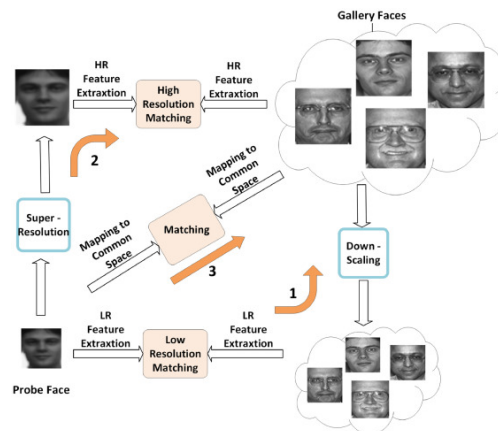 Gallery Faces
HR
Feature
Extraxtion
High
Resolution
Matching
HR
Feature
Extraxtion
2
Super -
Resolution
Mapping to
Common
Space
Matching
Mapping to
Common
Space
3
Down -
Scaling
1
LR
Feature
Extraxtion
Low
Resolution
Matching
LR
Feature
Extraxtion
Probe Face